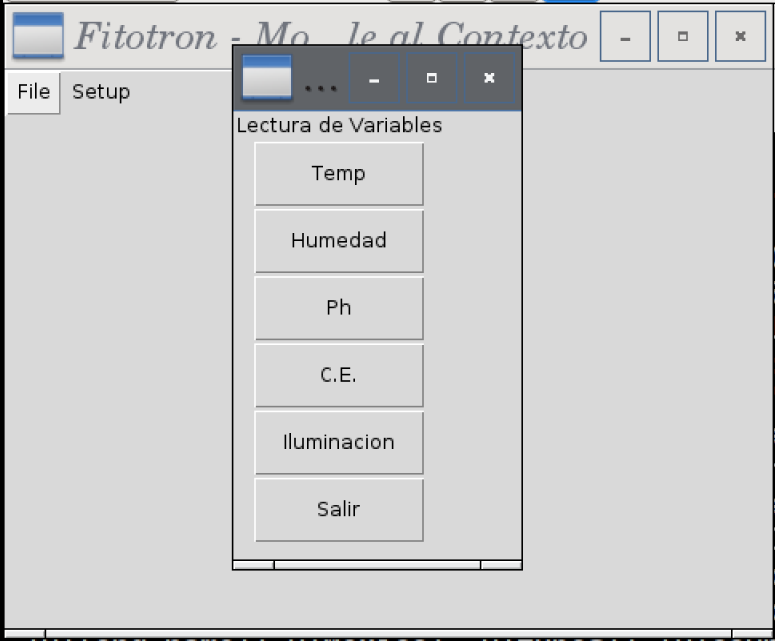 Fitotron - Mo le al Contexto
File Setup
...
Lectura de Variables
Temp
Humedad
Ph
C.E.
Iluminacion
Salir